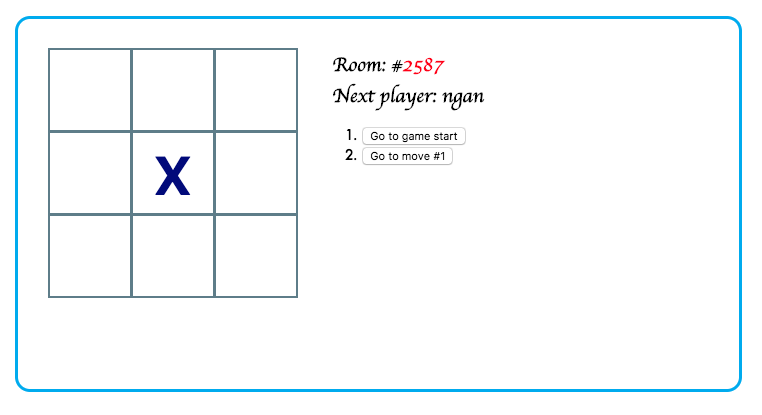 X
Room: #2587
Next player: ngan
1. Go to game start
2. Go to move #1